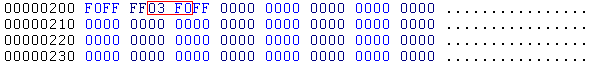 00000200 F0FF FF03 F0FF 0000 0000 0000 0000 0000 ................
00000210 0000 0000 0000 0000 0000 0000 0000 0000 ................
00000220 0000 0000 0000 0000 0000 0000 0000 0000 ................
00000230 0000 0000 0000 0000 0000 0000 0000 0000 ................